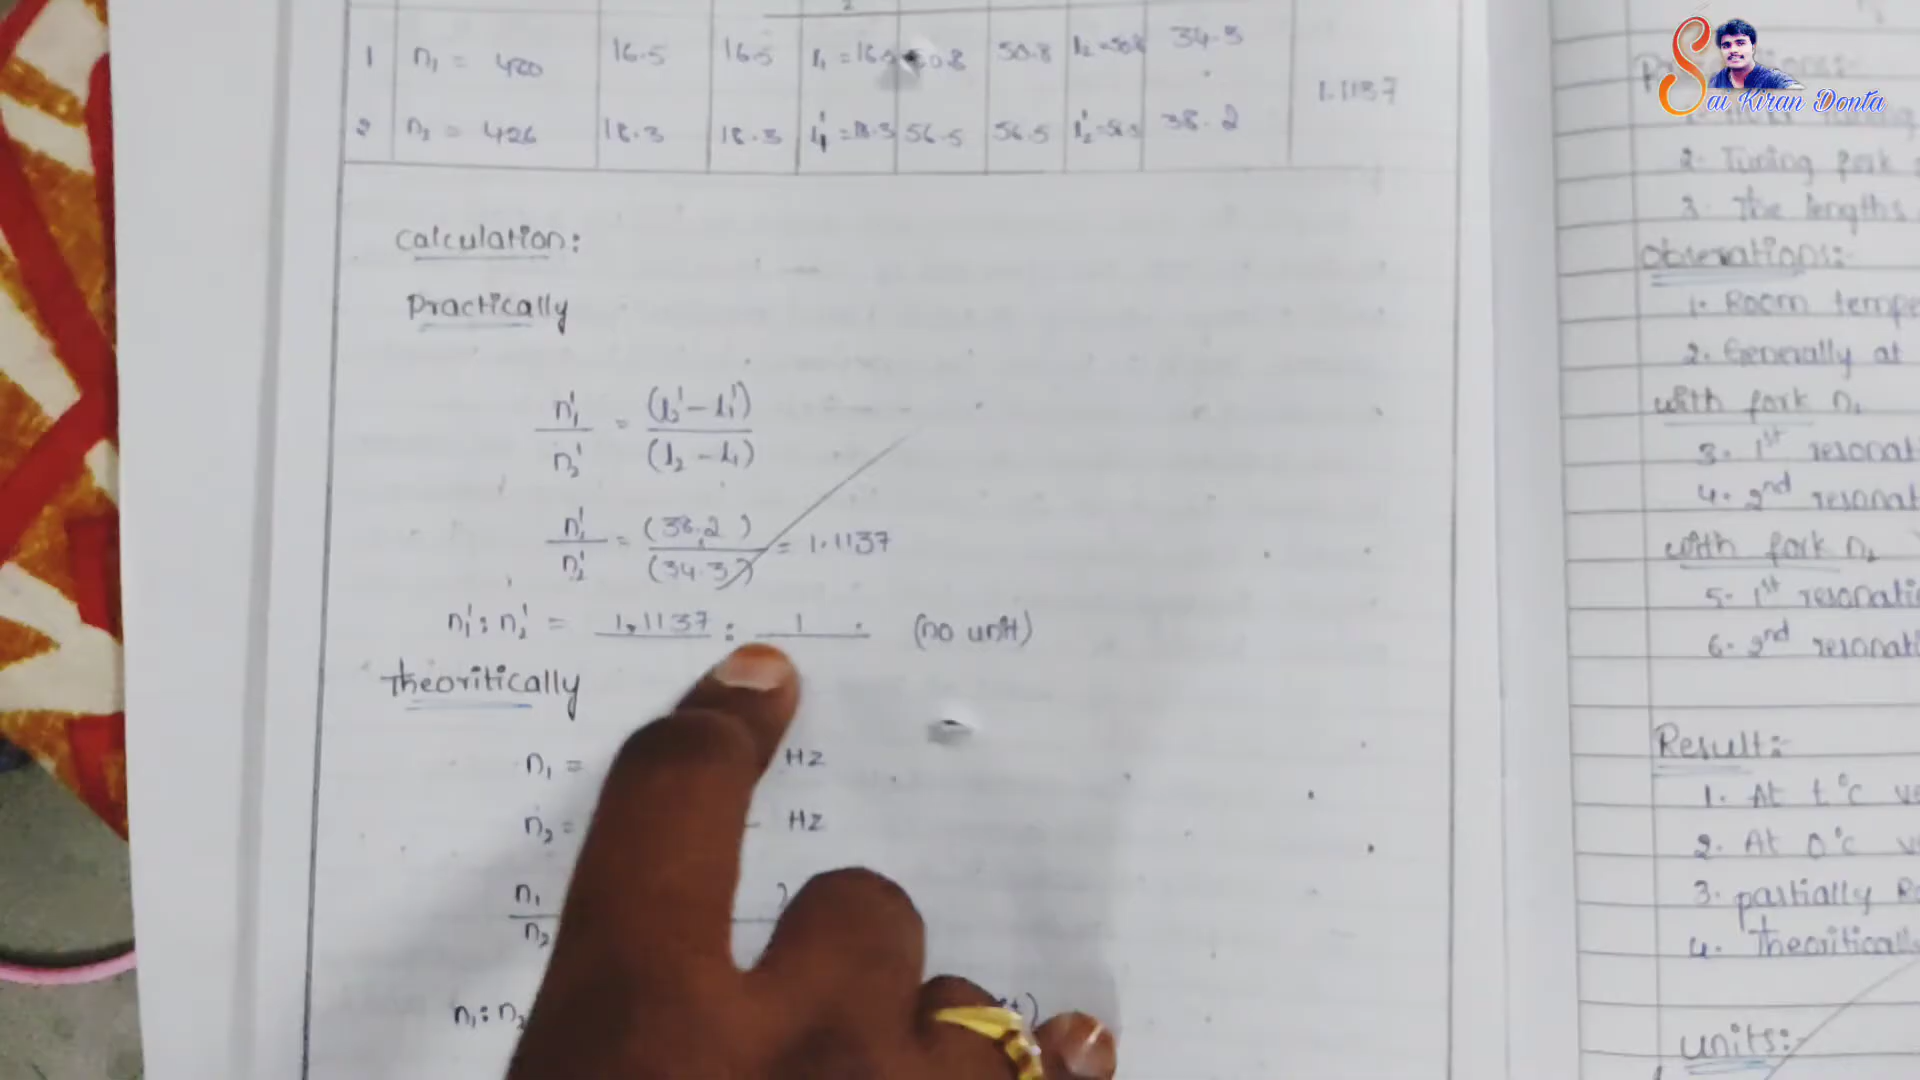 2
1 n₁ = 480 16.5 16.5 l₁ = 16.5 50.8 50.8 l₂ = 50.8 34.3
1.1137
2 n₂ = 426 18.3 18.3 l₁' = 18.3 56.5 56.5 l₂' = 56.5 38.2
Calculation:
Practically
n₁'/n₂' = (l₂' - l₁')/(l₂ - l₁)
n₁'/n₂' = (38.2)/(34.3) = 1.1137
n₁' : n₂' = 1.1137 : 1 (no unit)
Theoritically
n₁ = Hz
n₂ = Hz
n₁/n₂
n₁ : n₂
Sai Kiran Donta
2. Tuning fork
3. The lengths
Observations:-
1. Room tempe
2. Generally at
with fork n₁
3. 1st resonat
4. 2nd resonat
with fork n₂
5. 1st resonati
6. 2nd resonati
Result:-
1. At t°C ve
2. At 0°C ve
3. partially Ra
4. Theoritically
units:-